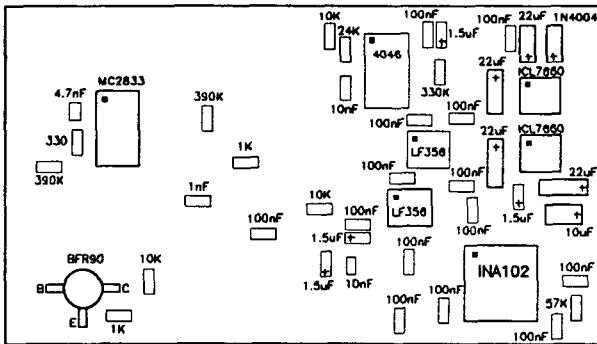 10K
24K
100nF
1.5uF
100nF
22uF
1N4004
4046
22uF
ICL7660
MC2833
4.7nF
390K
10nF
330K
100nF
100nF
ICL7660
330
1K
LF356
22uF
390K
100nF
100nF
22uF
1nF
10K
LF356
1.5uF
100nF
100nF
100nF
10uF
1.5uF
BFR90
10K
100nF
INA102
100nF
B
C
1.5uF
10nF
57K
E
1K
100nF
100nF
100nF